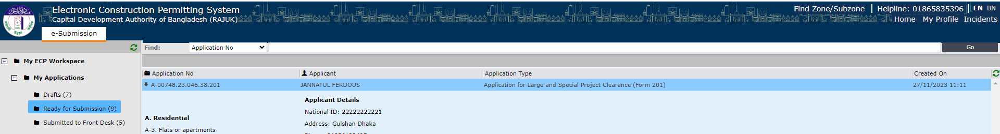 Electronic Construction Permitting System
Capital Development Authority of Bangladesh (RAJUK)
Find Zone/Subzone | Helpline: 01865835396 | EN BN
Home My Profile Incidents
e-Submission
Find: Application No Go
My ECP Workspace
My Applications
Drafts (7)
Ready for Submission (9)
Submitted to Front Desk (5)
Application No Applicant Application Type Created On
A-00748.23.046.38.201 JANNATUL FERDOUS Application for Large and Special Project Clearance (Form 201) 27/11/2023 11:11
Applicant Details
National ID: 22222222221
A. Residential
Address: Gulshan Dhaka
A-3. Flats or apartments